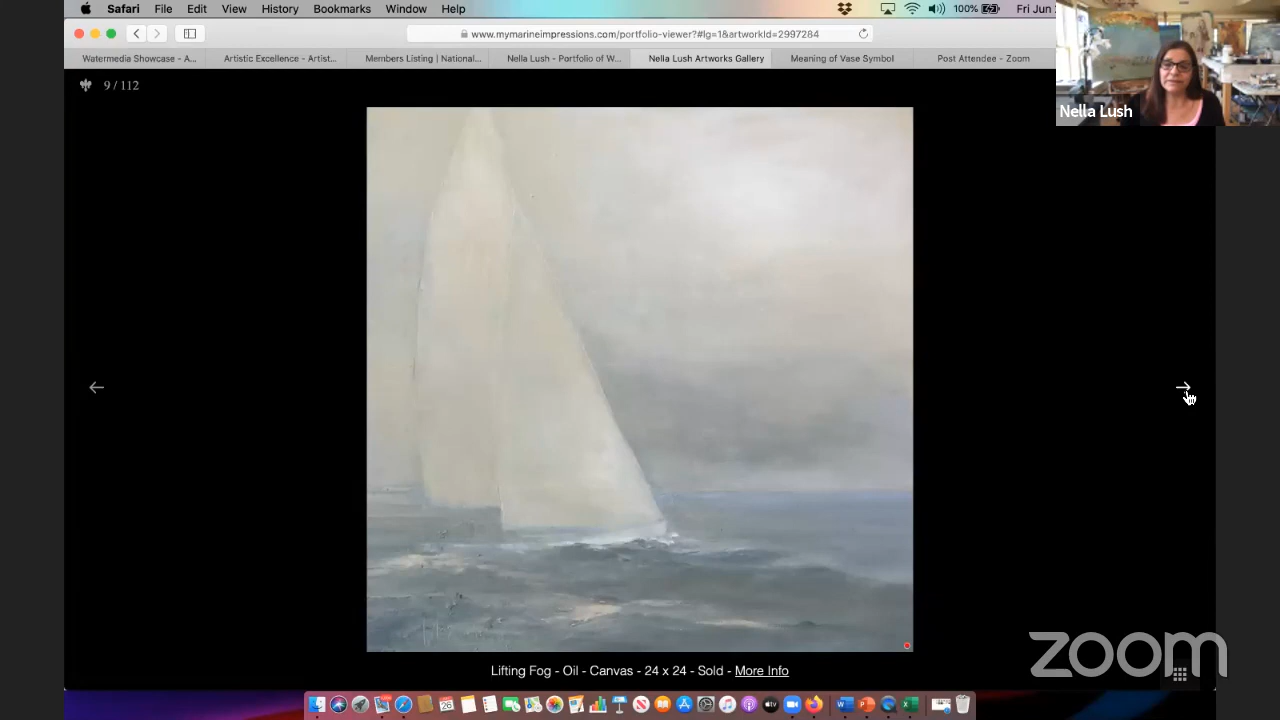 Safari File Edit View History Bookmarks Window Help 100% Fri Jun
www.mymarineimpressions.com/portfolio-viewer?#lg=1&artworkId=2997284
Watermedia Showcase - A... Artistic Excellence - Artist... Members Listing | National... Nella Lush - Portfolio of W... Nella Lush Artworks Gallery Meaning of Vase Symbol Post Attendee - Zoom
9 / 112
Nella Lush
Lifting Fog - Oil - Canvas - 24 x 24 - Sold - More Info
zoom